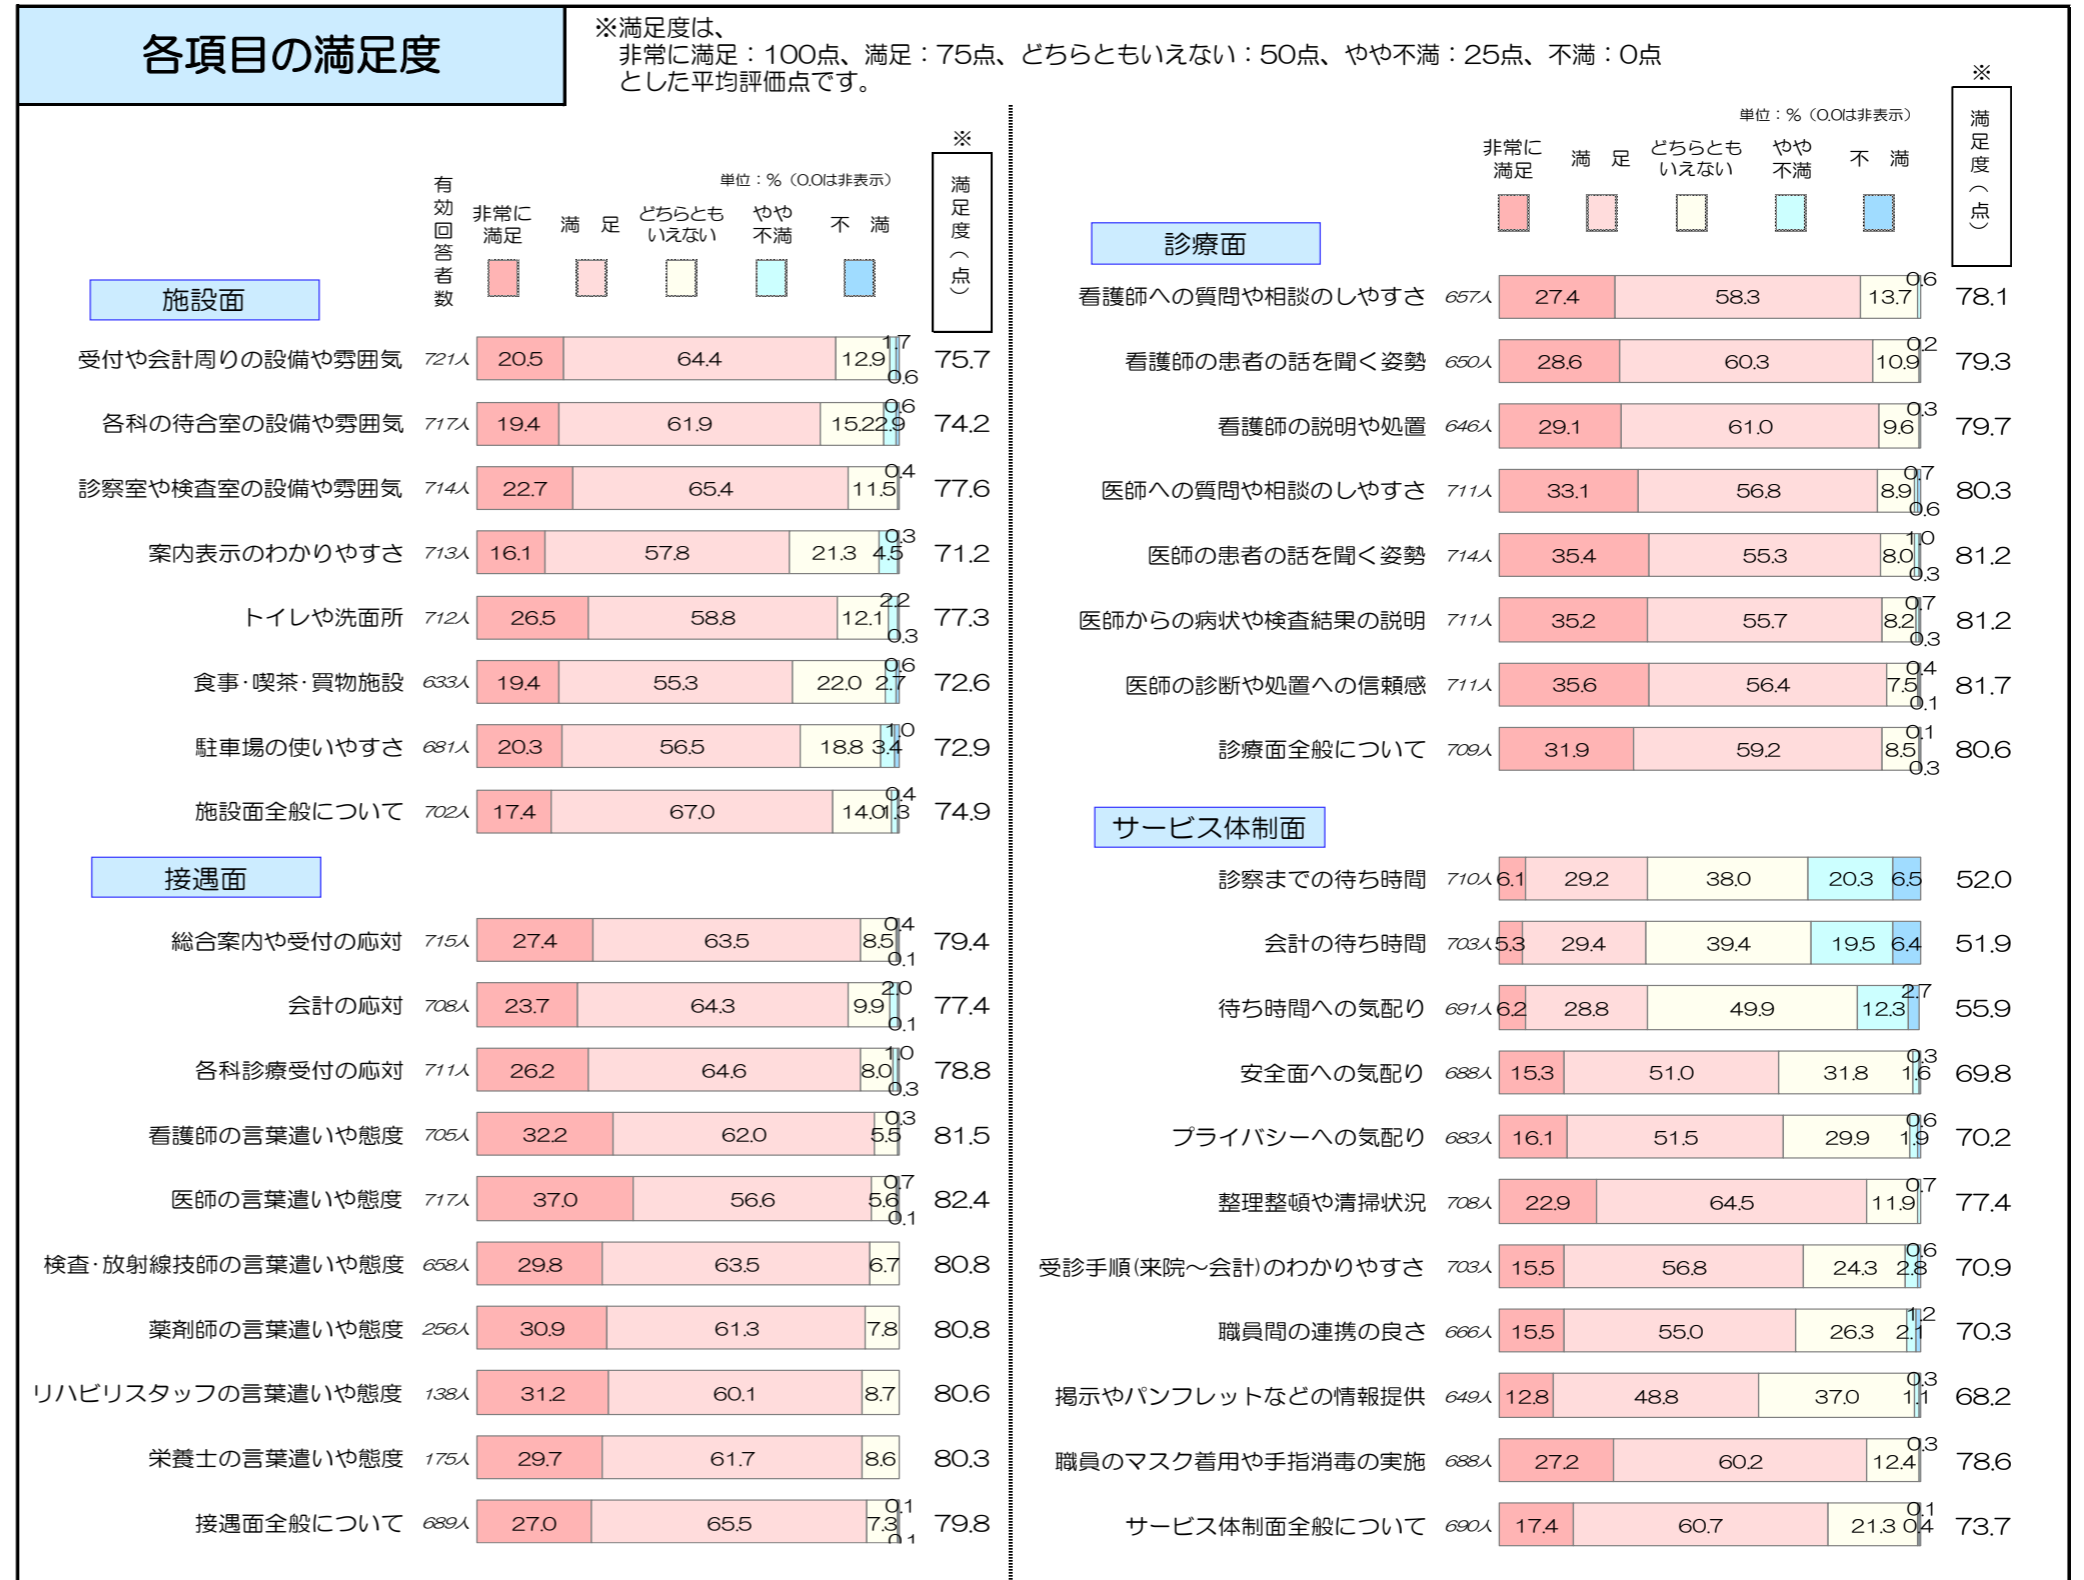 各項目の満足度
※満足度は、
非常に満足：100点、満足：75点、どちらともいえない：50点、やや不満：25点、不満：0点
とした平均評価点です。
※
満足度（点）
単位：％（0.0は非表示）
有効回答者数
非常に満足 満 足 どちらともいえない やや不満 不 満
施設面
受付や会計周りの設備や雰囲気 721人 20.5 64.4 12.9 1.7 0.6 75.7
各科の待合室の設備や雰囲気 717人 19.4 61.9 15.2 2.9 0.6 74.2
診察室や検査室の設備や雰囲気 714人 22.7 65.4 11.5 0.4 77.6
案内表示のわかりやすさ 713人 16.1 57.8 21.3 4.5 0.3 71.2
トイレや洗面所 712人 26.5 58.8 12.1 2.2 0.3 77.3
食事･喫茶･買物施設 633人 19.4 55.3 22.0 2.7 0.6 72.6
駐車場の使いやすさ 681人 20.3 56.5 18.8 3.4 1.0 72.9
施設面全般について 702人 17.4 67.0 14.0 1.3 0.4 74.9
接遇面
総合案内や受付の応対 715人 27.4 63.5 8.5 0.4 0.1 79.4
会計の応対 708人 23.7 64.3 9.9 2.0 0.1 77.4
各科診療受付の応対 711人 26.2 64.6 8.0 1.0 0.3 78.8
看護師の言葉遣いや態度 705人 32.2 62.0 5.5 0.3 81.5
医師の言葉遣いや態度 717人 37.0 56.6 5.6 0.7 0.1 82.4
検査･放射線技師の言葉遣いや態度 658人 29.8 63.5 6.7 80.8
薬剤師の言葉遣いや態度 256人 30.9 61.3 7.8 80.8
リハビリスタッフの言葉遣いや態度 138人 31.2 60.1 8.7 80.6
栄養士の言葉遣いや態度 175人 29.7 61.7 8.6 80.3
接遇面全般について 689人 27.0 65.5 7.3 0.1 0.1 79.8
※
満足度（点）
単位：％（0.0は非表示）
非常に満足 満 足 どちらともいえない やや不満 不 満
診療面
看護師への質問や相談のしやすさ 657人 27.4 58.3 13.7 0.6 78.1
看護師の患者の話を聞く姿勢 650人 28.6 60.3 10.9 0.2 79.3
看護師の説明や処置 646人 29.1 61.0 9.6 0.3 79.7
医師への質問や相談のしやすさ 711人 33.1 56.8 8.9 0.7 0.6 80.3
医師の患者の話を聞く姿勢 714人 35.4 55.3 8.0 1.0 0.3 81.2
医師からの病状や検査結果の説明 711人 35.2 55.7 8.2 0.7 0.3 81.2
医師の診断や処置への信頼感 711人 35.6 56.4 7.5 0.4 0.1 81.7
診療面全般について 709人 31.9 59.2 8.5 0.1 0.3 80.6
サービス体制面
診察までの待ち時間 710人 6.1 29.2 38.0 20.3 6.5 52.0
会計の待ち時間 703人 5.3 29.4 39.4 19.5 6.4 51.9
待ち時間への気配り 691人 6.2 28.8 49.9 12.3 2.7 55.9
安全面への気配り 688人 15.3 51.0 31.8 1.6 0.3 69.8
プライバシーへの気配り 683人 16.1 51.5 29.9 1.9 0.6 70.2
整理整頓や清掃状況 708人 22.9 64.5 11.9 0.7 77.4
受診手順(来院～会計)のわかりやすさ 703人 15.5 56.8 24.3 2.8 0.6 70.9
職員間の連携の良さ 666人 15.5 55.0 26.3 2.1 1.2 70.3
掲示やパンフレットなどの情報提供 649人 12.8 48.8 37.0 1.1 0.3 68.2
職員のマスク着用や手指消毒の実施 688人 27.2 60.2 12.4 0.3 78.6
サービス体制面全般について 690人 17.4 60.7 21.3 0.4 0.1 73.7